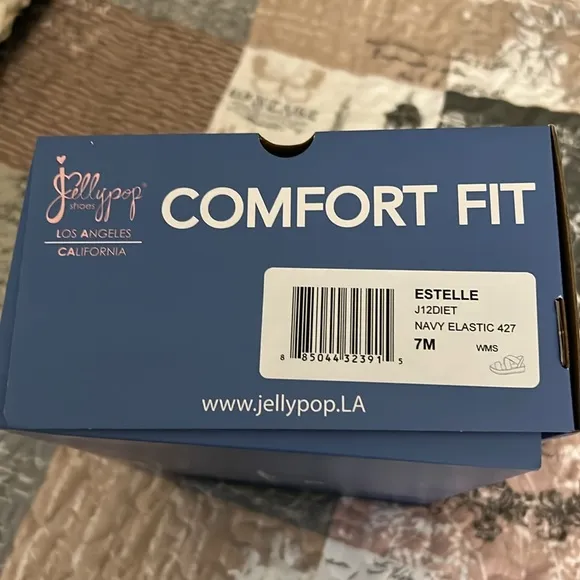 Jellypop®
shoes
LOS ANGELES
CALIFORNIA
COMFORT FIT
ESTELLE
J12DIET
NAVY ELASTIC 427
7M WMS
8 85044 32391 5
www.jellypop.LA